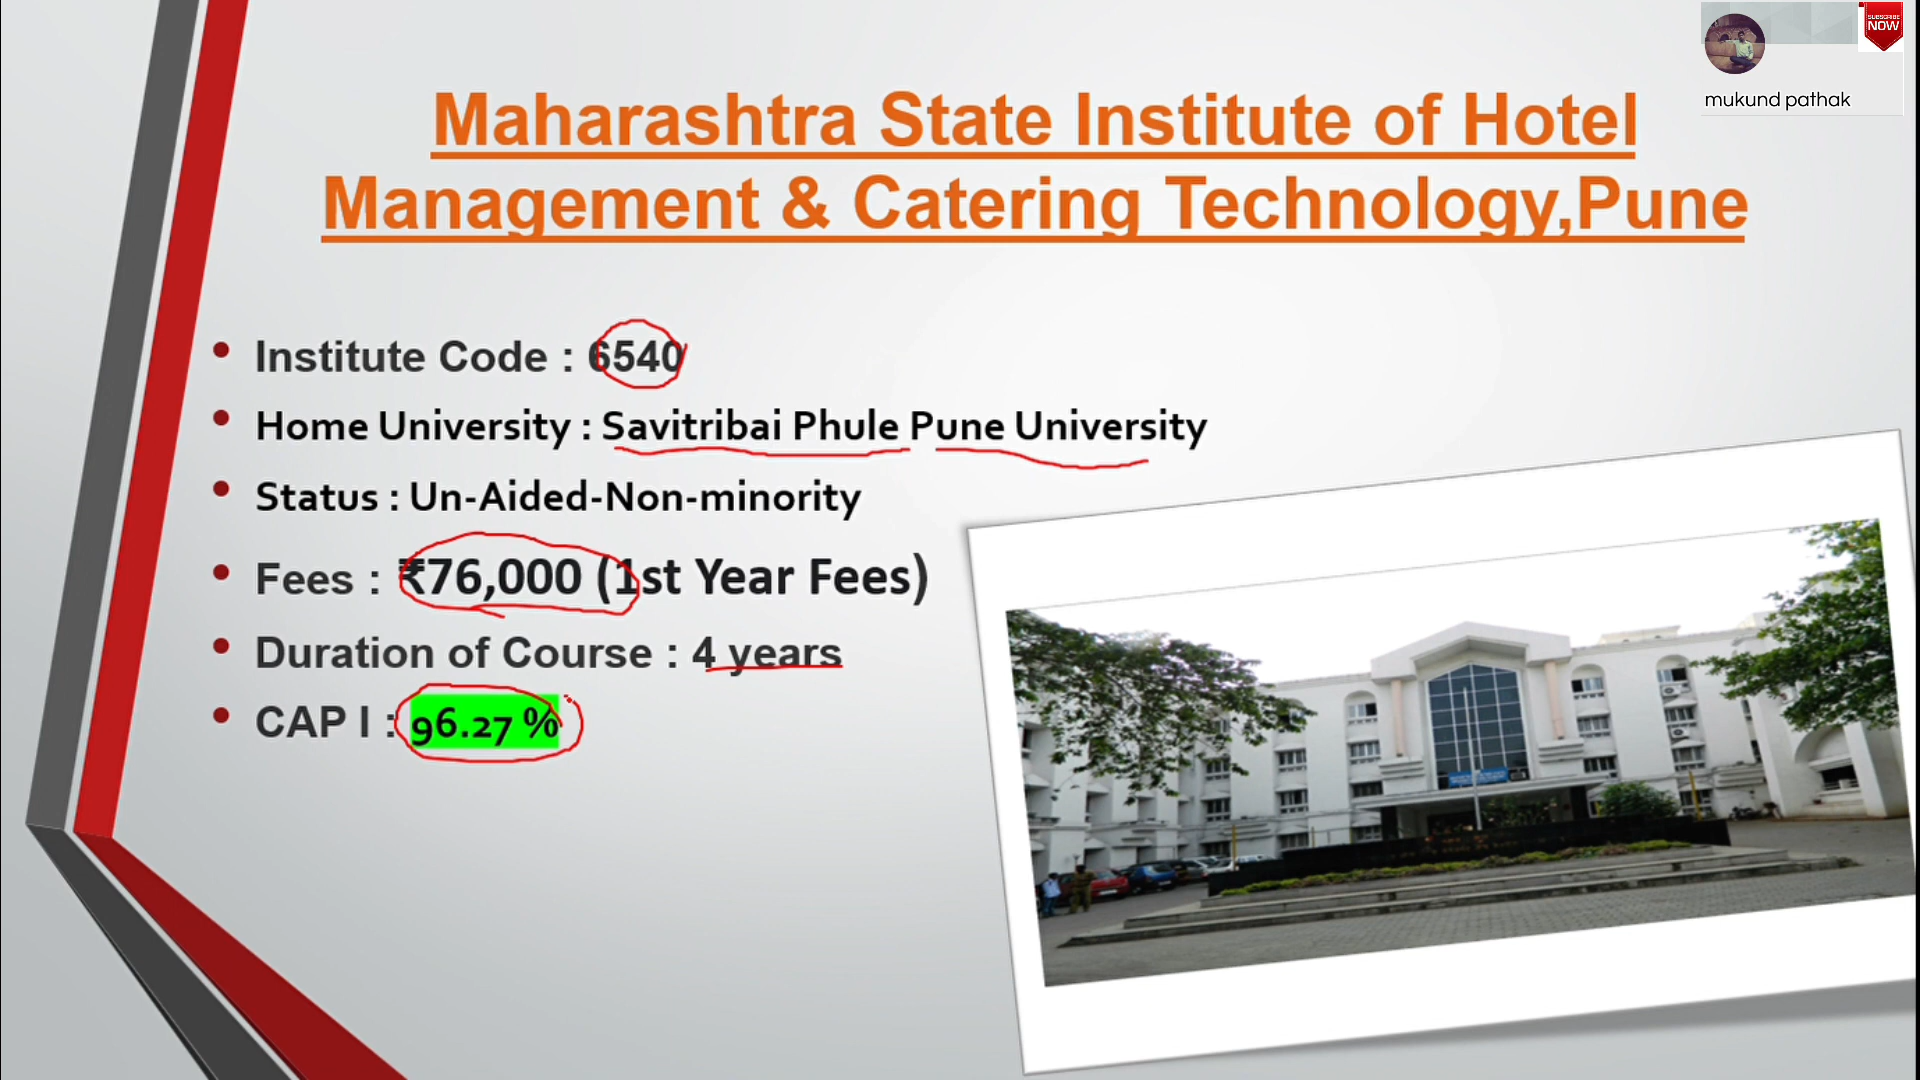 SUBSCRIBE
NOW
mukund pathak
Maharashtra State Institute of Hotel
Management & Catering Technology,Pune
• Institute Code : 6540
• Home University : Savitribai Phule Pune University
• Status : Un-Aided-Non-minority
• Fees : ₹76,000 (1st Year Fees)
• Duration of Course : 4 years
• CAP I : 96.27 %